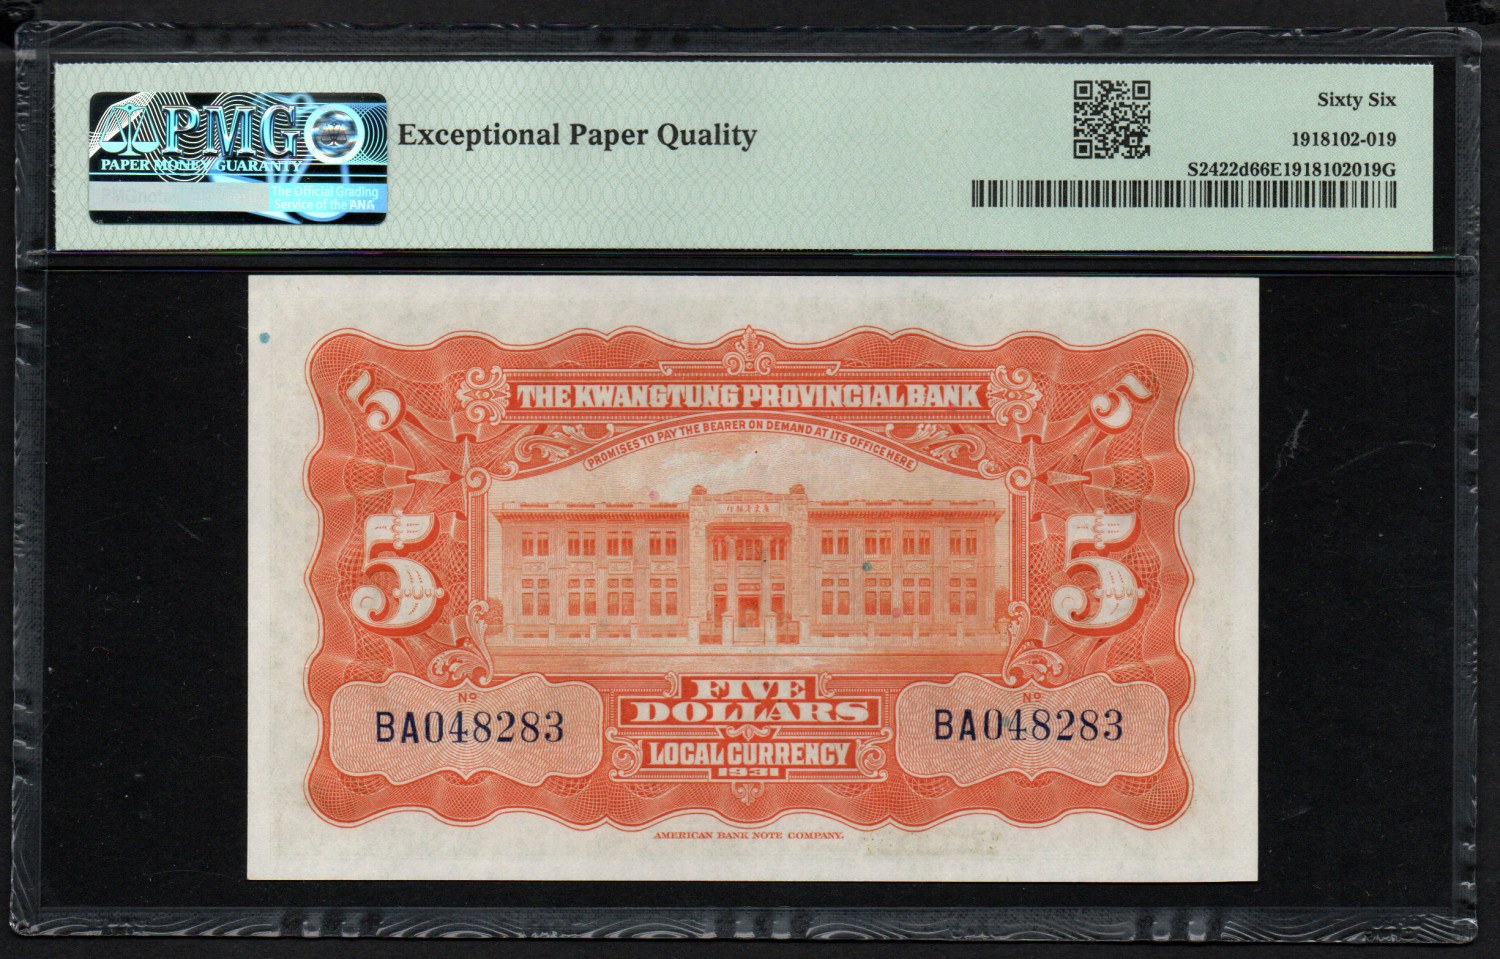 PMG
PAPER MONEY GUARANTY
The Official Grading
Service of the ANA
Exceptional Paper Quality
Sixty Six
1918102-019
S2422d66E1918102019G
5
5
THE KWANGTUNG PROVINCIAL BANK
PROMISES TO PAY THE BEARER ON DEMAND AT ITS OFFICE HERE
5
5
Nº
BA048283
Nº
BA048283
FIVE
DOLLARS
LOCAL CURRENCY
1931
AMERICAN BANK NOTE COMPANY.